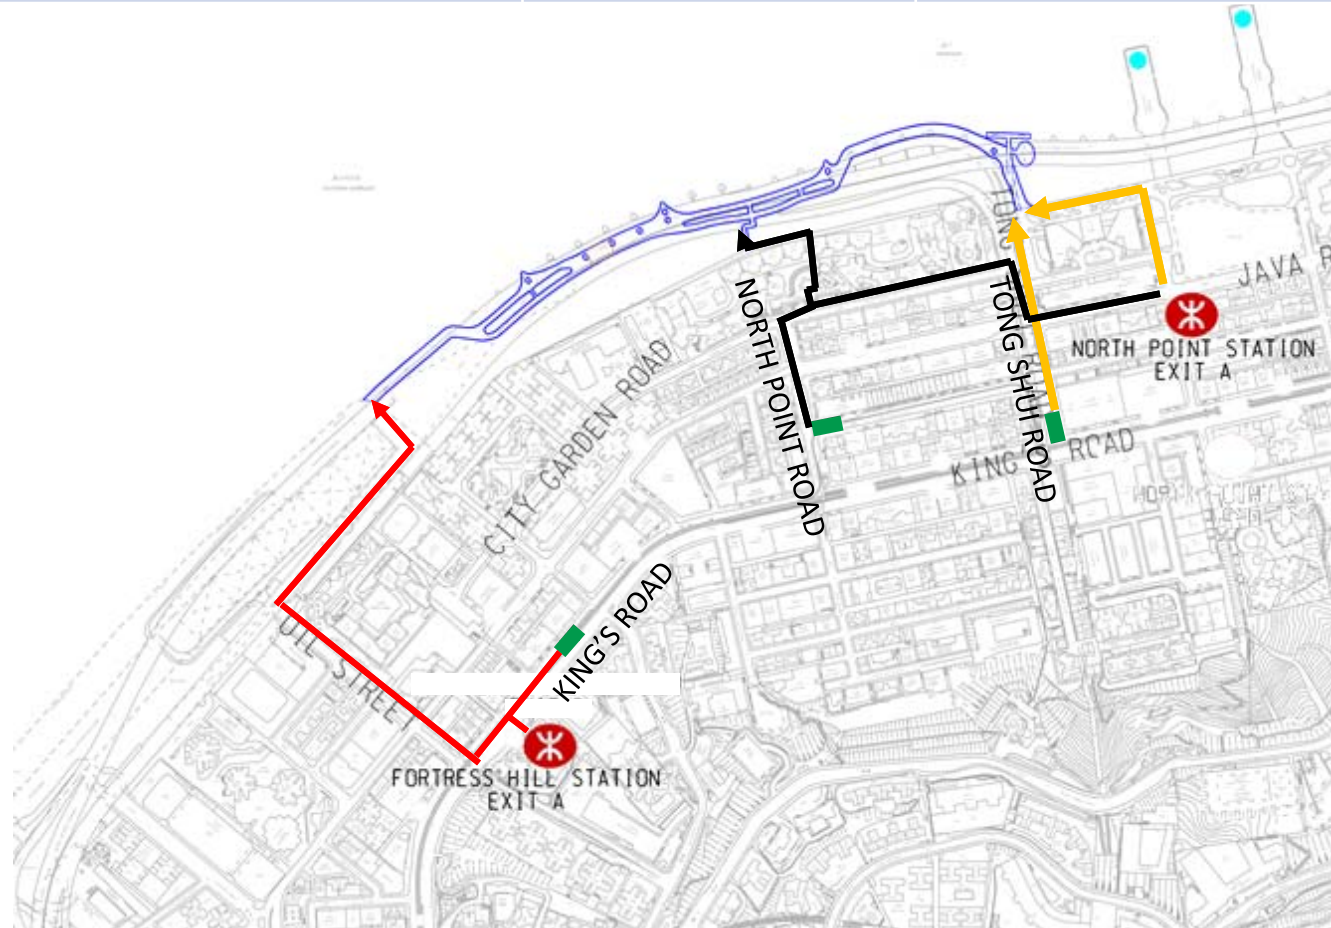 TONG
JAVA R
NORTH POINT STATION
EXIT A
NORTH POINT ROAD
TONG SHUI ROAD
CITY GARDEN ROAD
KING
ROAD
KING'S ROAD
OIL STREET
FORTRESS HILL STATION
EXIT A